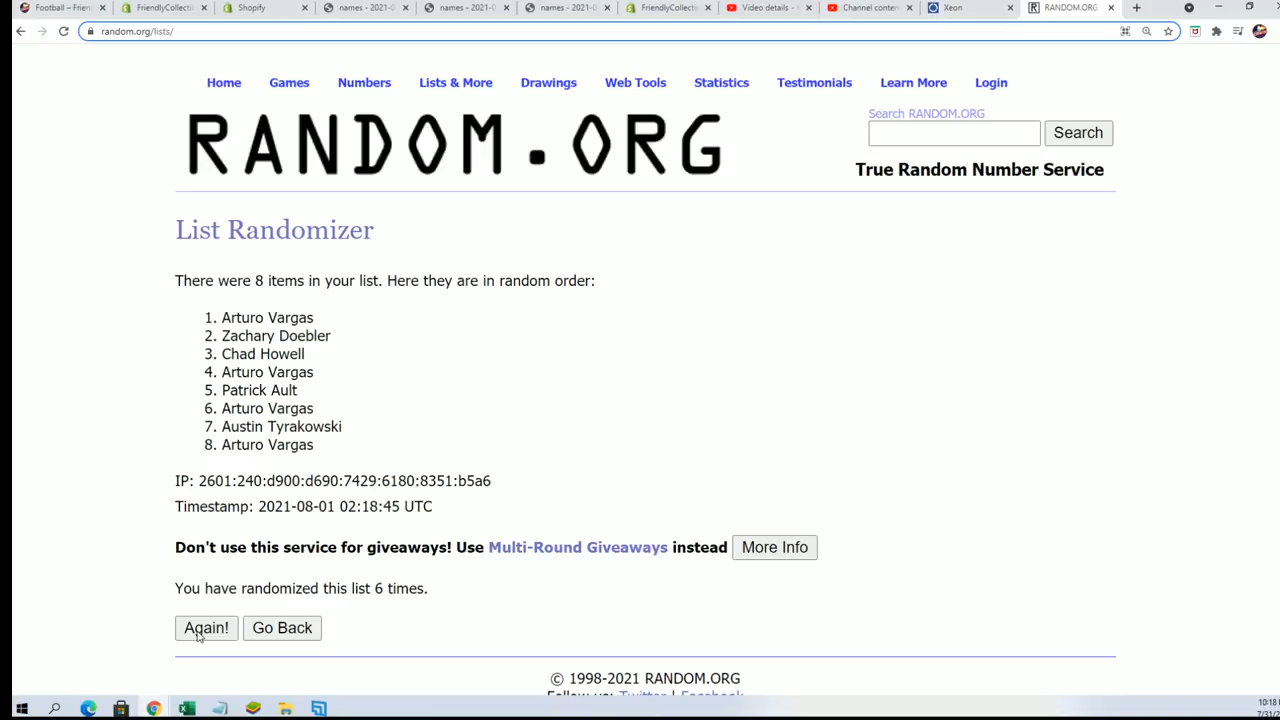 Football – Frien
FriendlyCollecti
Shopify
names - 2021-0
names - 2021-0
names - 2021-0
FriendlyCollecti
Video details -
Channel conten
Xeon
RANDOM.ORG
random.org/lists/
Home
Games
Numbers
Lists & More
Drawings
Web Tools
Statistics
Testimonials
Learn More
Login
RANDOM.ORG
Search RANDOM.ORG
Search
True Random Number Service
List Randomizer
There were 8 items in your list. Here they are in random order:
1. Arturo Vargas
2. Zachary Doebler
3. Chad Howell
4. Arturo Vargas
5. Patrick Ault
6. Arturo Vargas
7. Austin Tyrakowski
8. Arturo Vargas
IP: 2601:240:d900:d690:7429:6180:8351:b5a6
Timestamp: 2021-08-01 02:18:45 UTC
Don't use this service for giveaways! Use Multi-Round Giveaways instead More Info
You have randomized this list 6 times.
Again! Go Back
© 1998-2021 RANDOM.ORG
Follow us: Twitter | Facebook
10:18
7/31/2